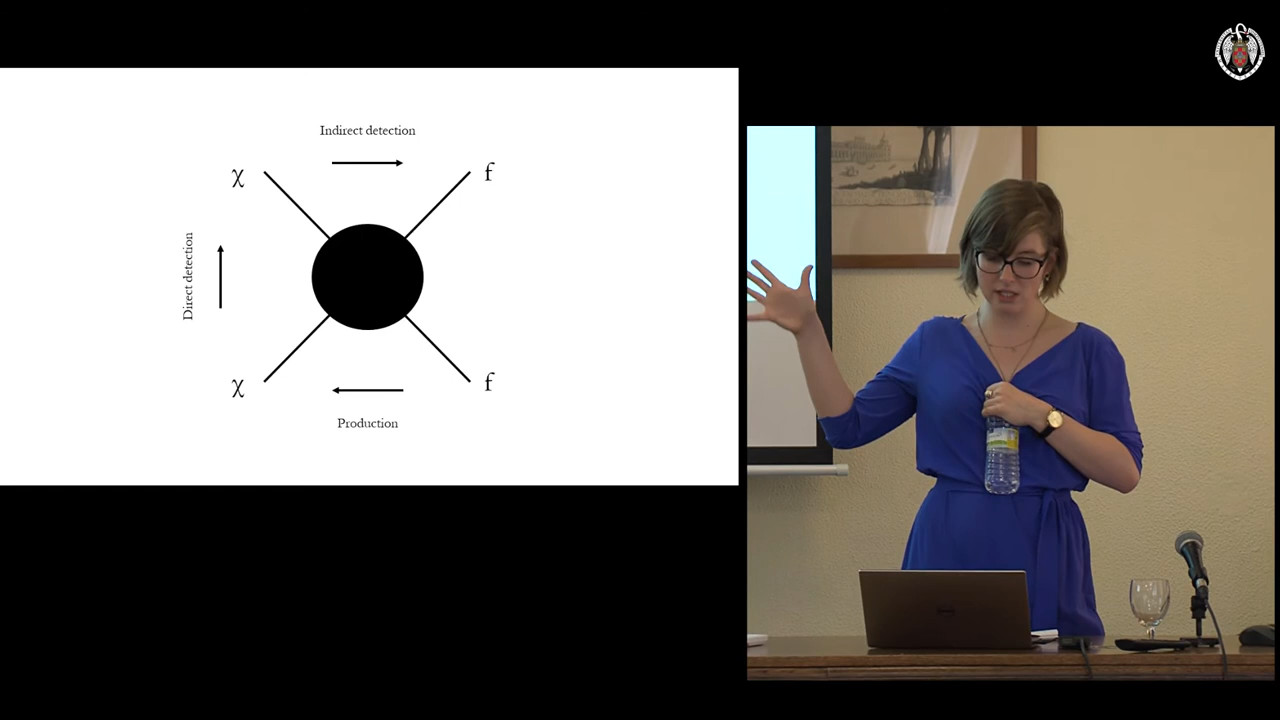 Indirect detection
χ
f
Direct detection
χ
f
Production